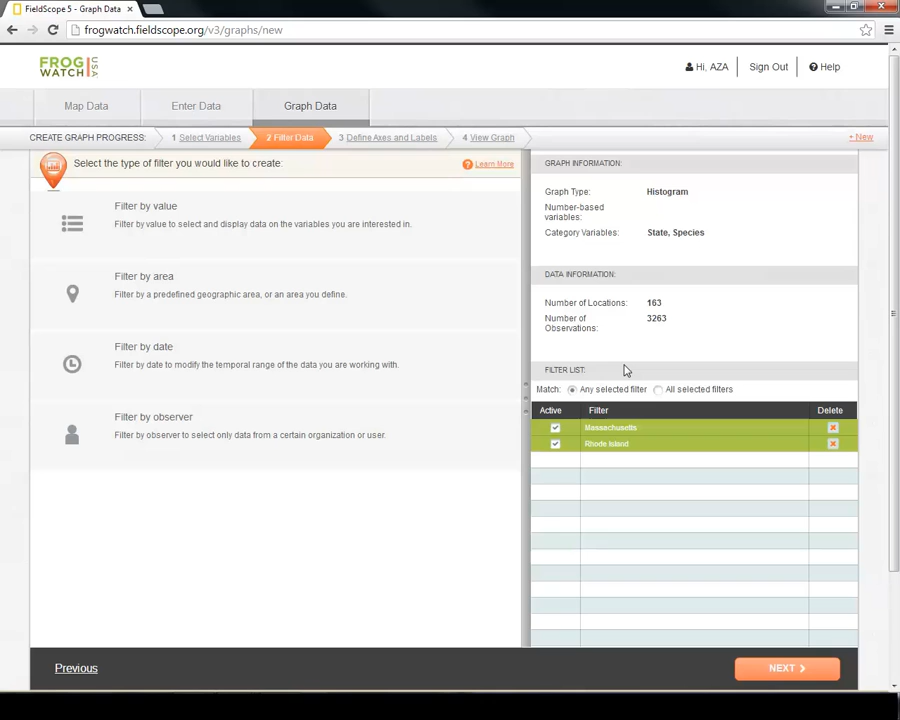 FieldScope 5 - Graph Data
frogwatch.fieldscope.org/v3/graphs/new
FROG WATCH USA
Hi, AZA
Sign Out
Help
Map Data
Enter Data
Graph Data
CREATE GRAPH PROGRESS:
1 Select Variables
2 Filter Data
3 Define Axes and Labels
4 View Graph
+ New
Select the type of filter you would like to create:
Learn More
Filter by value
Filter by value to select and display data on the variables you are interested in.
Filter by area
Filter by a predefined geographic area, or an area you define.
Filter by date
Filter by date to modify the temporal range of the data you are working with.
Filter by observer
Filter by observer to select only data from a certain organization or user.
GRAPH INFORMATION:
Graph Type: Histogram
Number-based
variables:
Category Variables: State, Species
DATA INFORMATION:
Number of Locations: 163
Number of 3263
Observations:
FILTER LIST:
Match: Any selected filter All selected filters
Active Filter Delete
Massachusetts
Rhode Island
Previous
NEXT